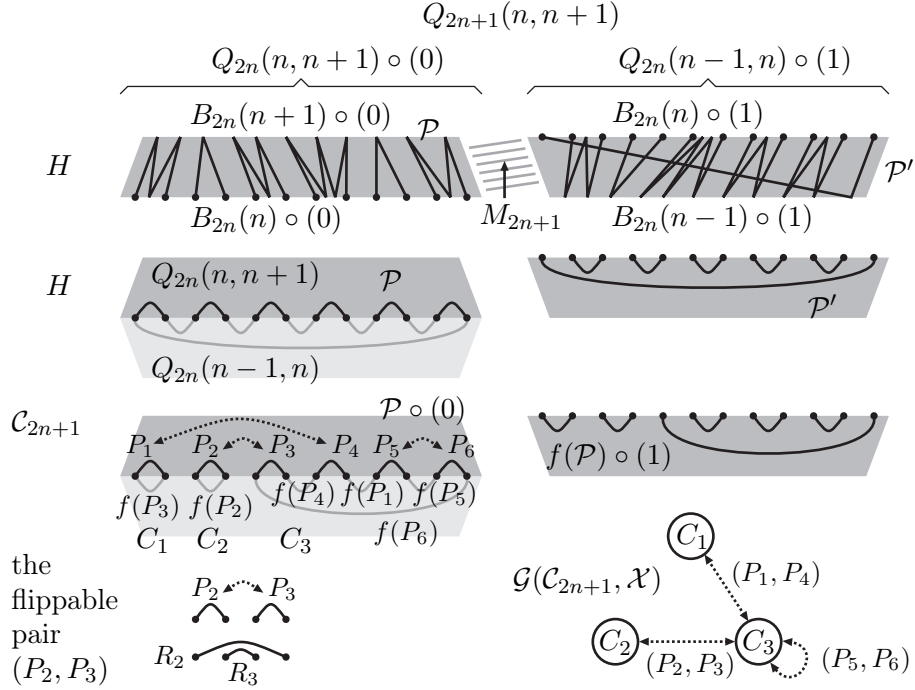 Q_{2n+1}(n, n+1)
Q_{2n}(n, n+1) ∘ (0)
Q_{2n}(n−1, n) ∘ (1)
B_{2n}(n+1) ∘ (0)
𝒫
B_{2n}(n) ∘ (1)
H
𝒫′
B_{2n}(n) ∘ (0)
M_{2n+1}
B_{2n}(n−1) ∘ (1)
H
Q_{2n}(n, n+1)
𝒫
𝒫′
Q_{2n}(n−1, n)
𝒞_{2n+1}
𝒫 ∘ (0)
P_1 P_2 P_3 P_4 P_5 P_6
f(𝒫) ∘ (1)
f(P_3) f(P_2) f(P_4) f(P_1) f(P_5)
f(P_6)
C_1 C_2 C_3
the
flippable
pair
(P_2, P_3)
P_2 P_3
R_2
R_3
𝒢(𝒞_{2n+1}, 𝒳)
C_1
(P_1, P_4)
C_2
C_3
(P_2, P_3)
(P_5, P_6)